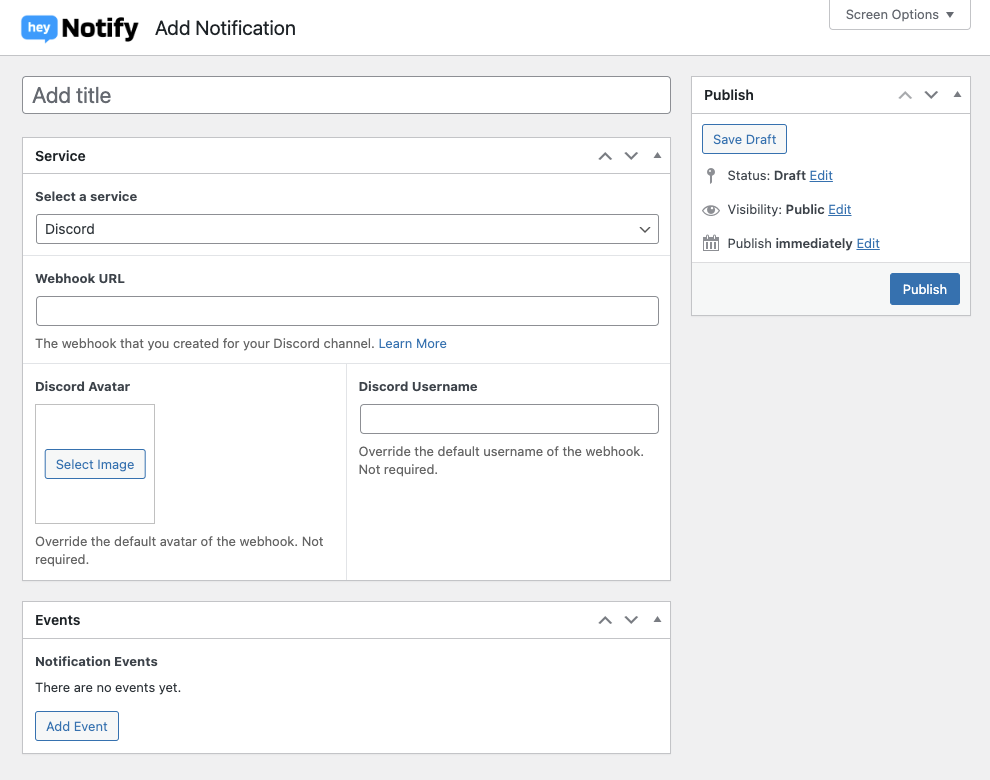 hey Notify Add Notification
Screen Options
Add title
Service
Select a service
Discord
Webhook URL
The webhook that you created for your Discord channel. Learn More
Discord Avatar
Select Image
Override the default avatar of the webhook. Not
required.
Discord Username
Override the default username of the webhook.
Not required.
Events
Notification Events
There are no events yet.
Add Event
Publish
Save Draft
Status: Draft Edit
Visibility: Public Edit
Publish immediately Edit
Publish